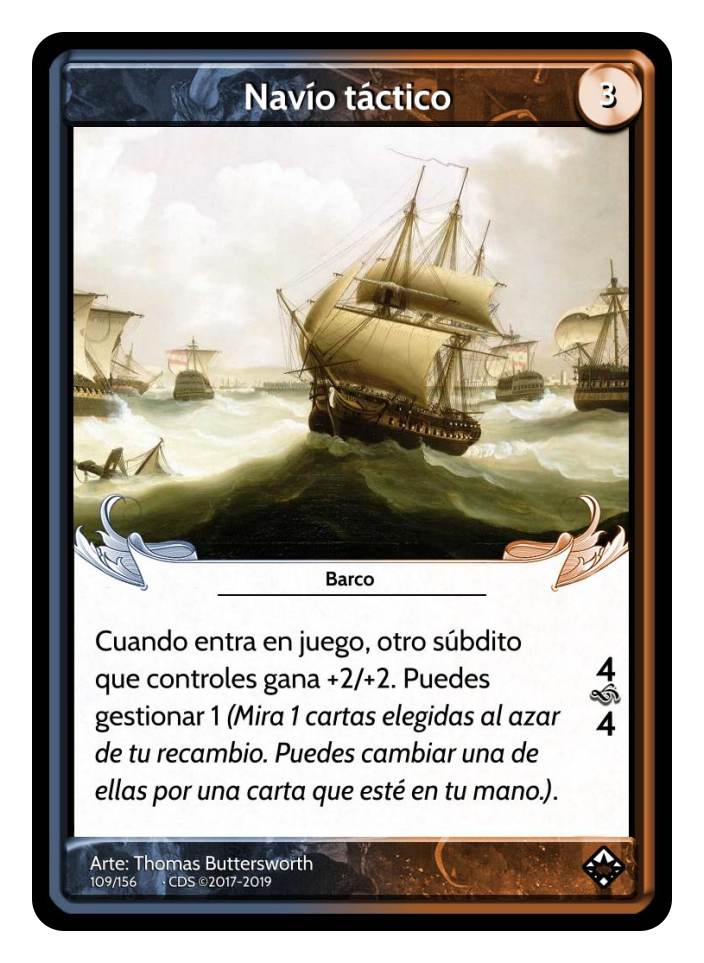 Navío táctico
3
Barco
Cuando entra en juego, otro súbdito
que controles gana +2/+2. Puedes
gestionar 1 (Mira 1 cartas elegidas al azar
de tu recambio. Puedes cambiar una de
ellas por una carta que esté en tu mano.).
4
4
Arte: Thomas Buttersworth
109/156 · CDS ©2017-2019